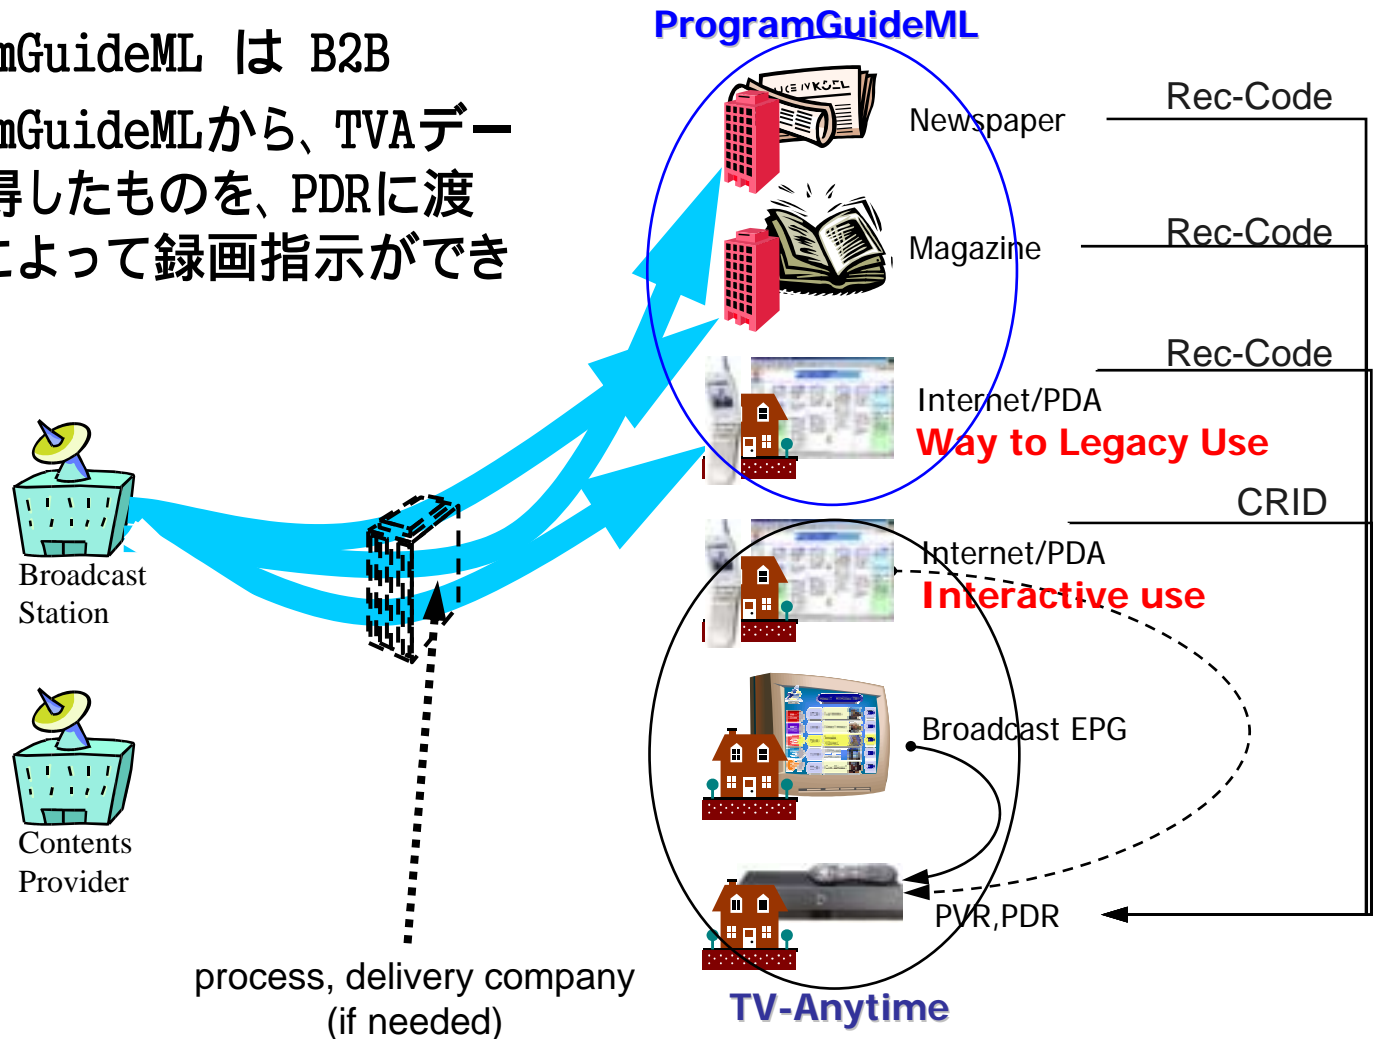 ProgramGuideML
mGuideML は B2B
mGuideMLから、TVAデー
得したものを、PDRに渡
によって録画指示ができ
Newspaper
Rec-Code
Magazine
Rec-Code
Rec-Code
Internet/PDA
Way to Legacy Use
CRID
Internet/PDA
Interactive use
Broadcast
Station
Broadcast EPG
Contents
Provider
PVR,PDR
process, delivery company
(if needed)
TV-Anytime